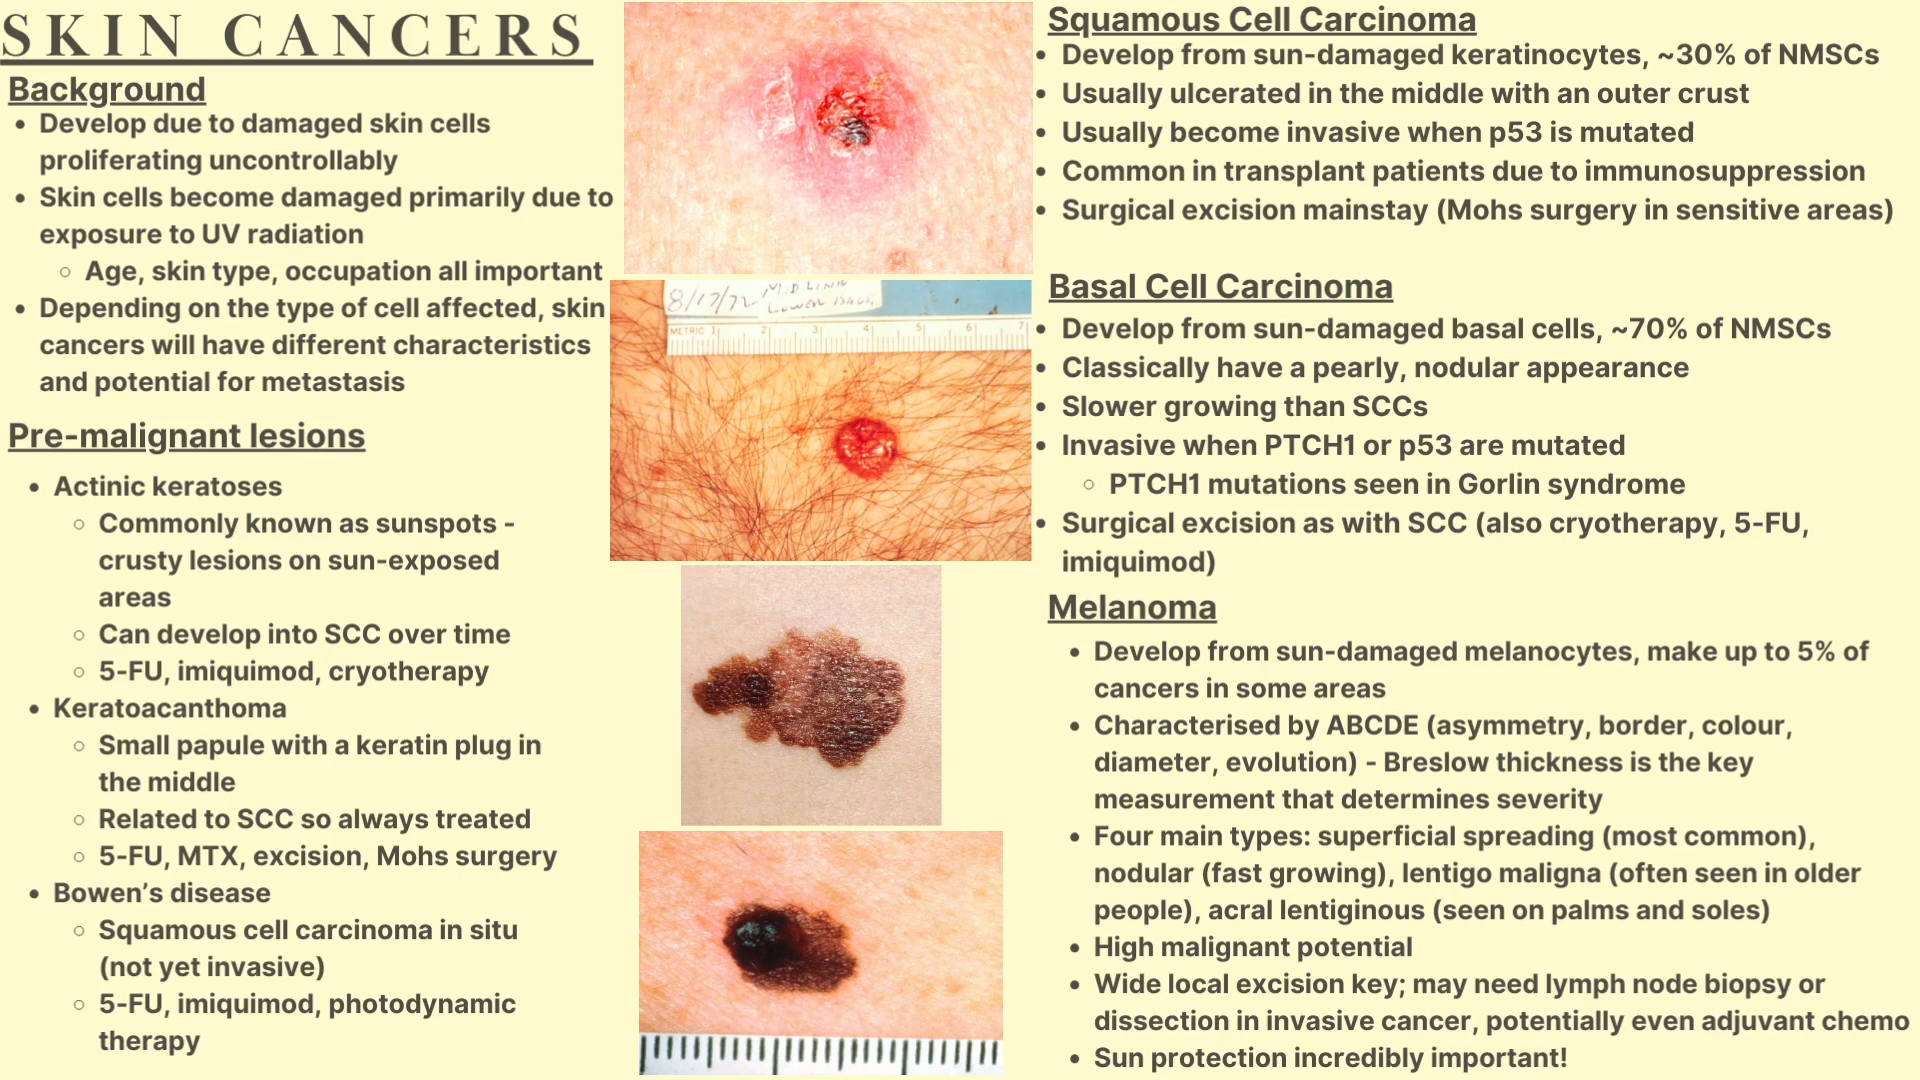 SKIN CANCERS
Background
• Develop due to damaged skin cells
proliferating uncontrollably
• Skin cells become damaged primarily due to
exposure to UV radiation
◦ Age, skin type, occupation all important
• Depending on the type of cell affected, skin
cancers will have different characteristics
and potential for metastasis
Pre-malignant lesions
• Actinic keratoses
◦ Commonly known as sunspots -
crusty lesions on sun-exposed
areas
◦ Can develop into SCC over time
◦ 5-FU, imiquimod, cryotherapy
• Keratoacanthoma
◦ Small papule with a keratin plug in
the middle
◦ Related to SCC so always treated
◦ 5-FU, MTX, excision, Mohs surgery
• Bowen’s disease
◦ Squamous cell carcinoma in situ
(not yet invasive)
◦ 5-FU, imiquimod, photodynamic
therapy
8/17/72 MIDLINE
LOWER BACK
METRIC 1 2 3 4 5 6 7
Squamous Cell Carcinoma
• Develop from sun-damaged keratinocytes, ~30% of NMSCs
• Usually ulcerated in the middle with an outer crust
• Usually become invasive when p53 is mutated
• Common in transplant patients due to immunosuppression
• Surgical excision mainstay (Mohs surgery in sensitive areas)
Basal Cell Carcinoma
• Develop from sun-damaged basal cells, ~70% of NMSCs
• Classically have a pearly, nodular appearance
• Slower growing than SCCs
• Invasive when PTCH1 or p53 are mutated
◦ PTCH1 mutations seen in Gorlin syndrome
• Surgical excision as with SCC (also cryotherapy, 5-FU,
imiquimod)
Melanoma
• Develop from sun-damaged melanocytes, make up to 5% of
cancers in some areas
• Characterised by ABCDE (asymmetry, border, colour,
diameter, evolution) - Breslow thickness is the key
measurement that determines severity
• Four main types: superficial spreading (most common),
nodular (fast growing), lentigo maligna (often seen in older
people), acral lentiginous (seen on palms and soles)
• High malignant potential
• Wide local excision key; may need lymph node biopsy or
dissection in invasive cancer, potentially even adjuvant chemo
• Sun protection incredibly important!